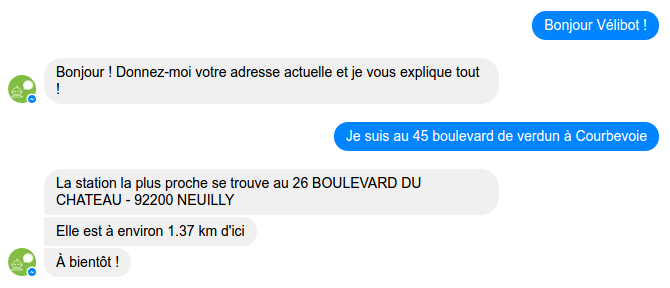 Bonjour Vélibot !
Bonjour ! Donnez-moi votre adresse actuelle et je vous explique tout
!
Je suis au 45 boulevard de verdun à Courbevoie
La station la plus proche se trouve au 26 BOULEVARD DU
CHATEAU - 92200 NEUILLY
Elle est à environ 1.37 km d'ici
À bientôt !